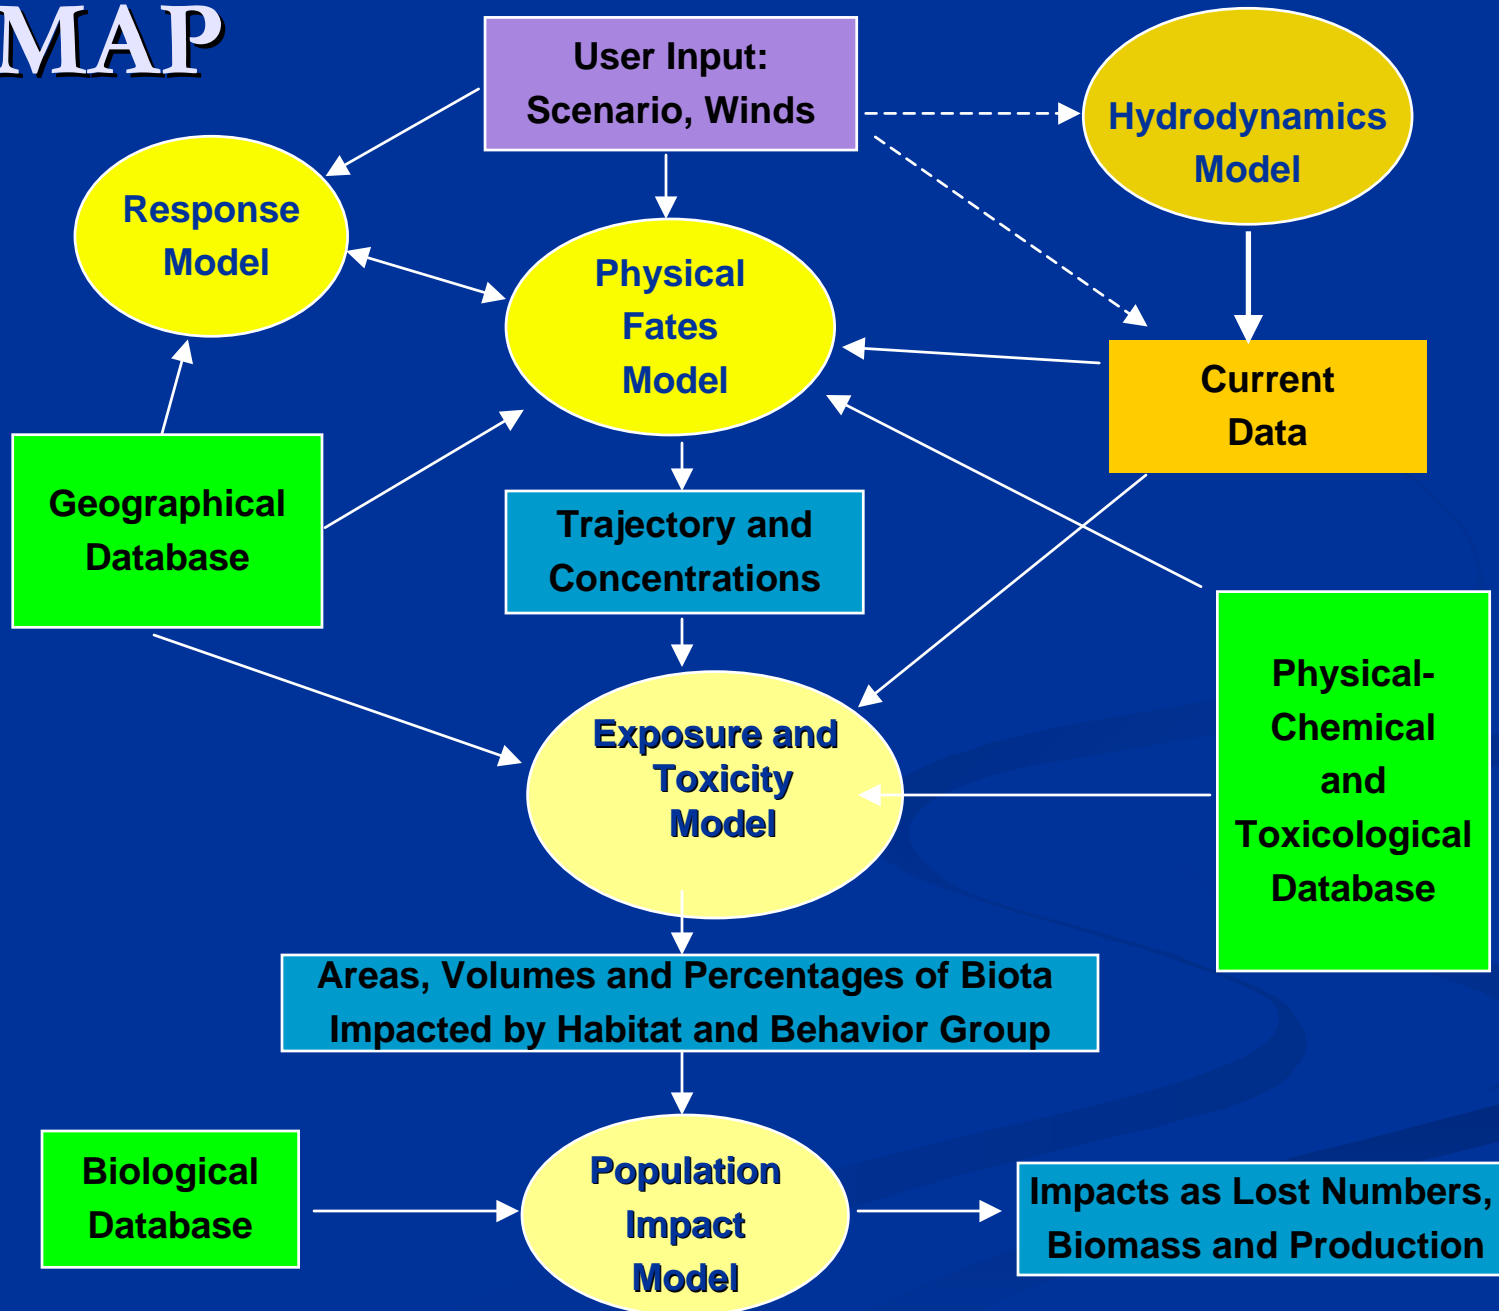 MAP
User Input:
Scenario, Winds
Hydrodynamics
Model
Response
Model
Physical
Fates
Model
Current
Data
Geographical
Database
Trajectory and
Concentrations
Physical-
Chemical
and
Toxicological
Database
Exposure and
Toxicity
Model
Areas, Volumes and Percentages of Biota
Impacted by Habitat and Behavior Group
Biological
Database
Population
Impact
Model
Impacts as Lost Numbers,
Biomass and Production